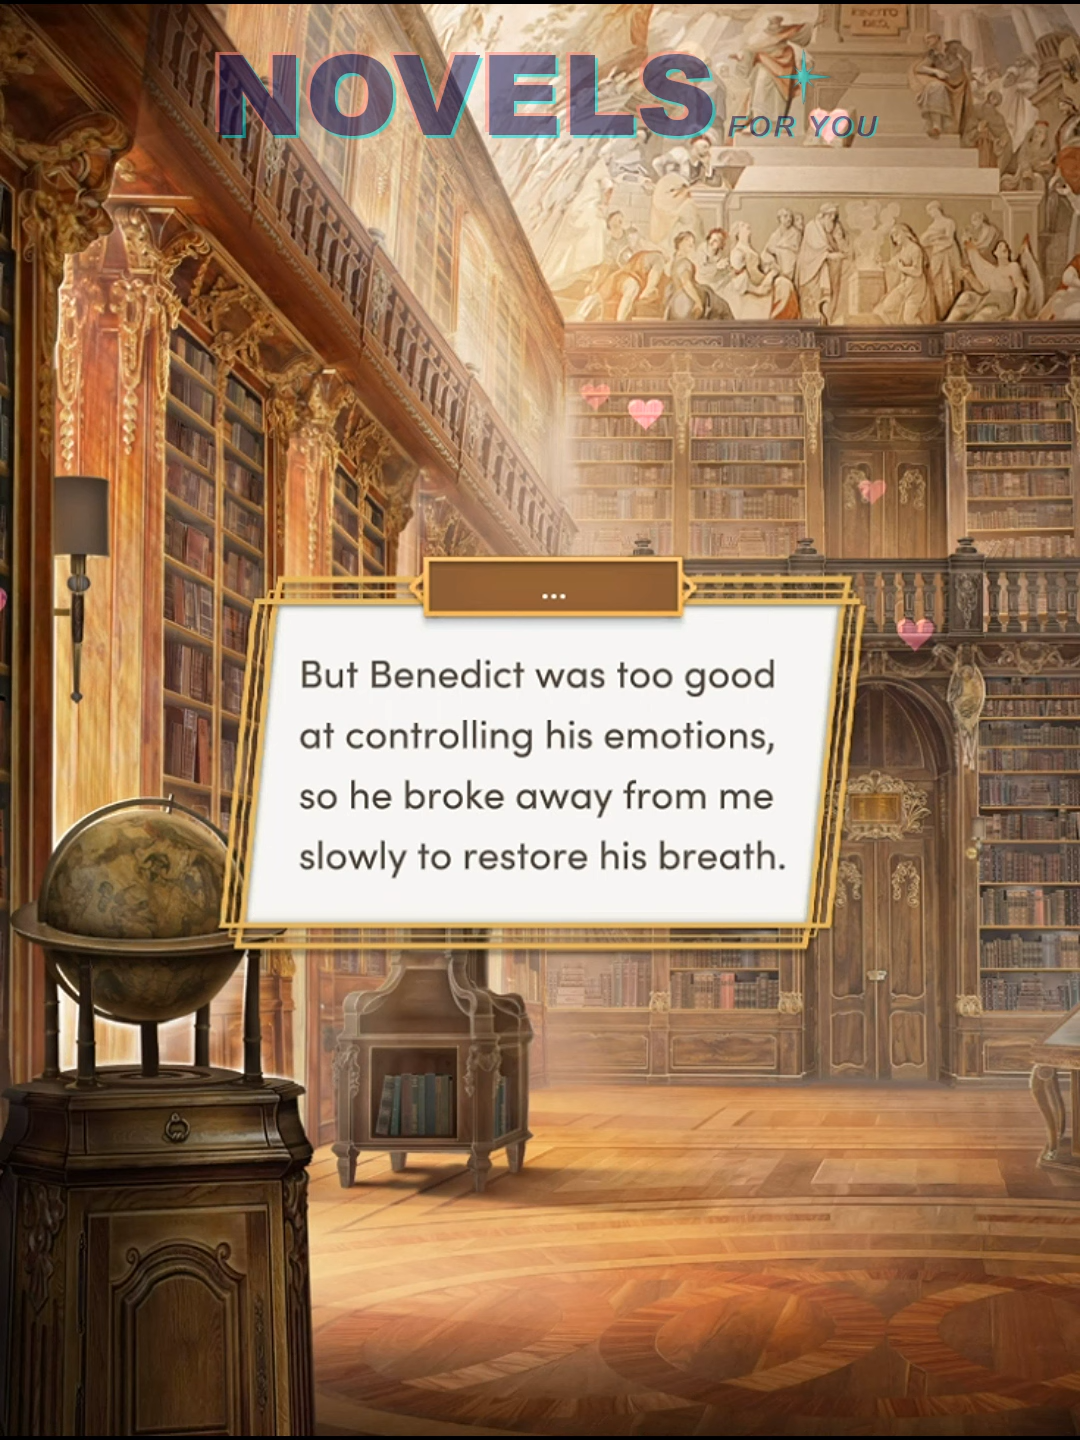 NOVELS
FOR YOU
...
But Benedict was too good
at controlling his emotions,
so he broke away from me
slowly to restore his breath.